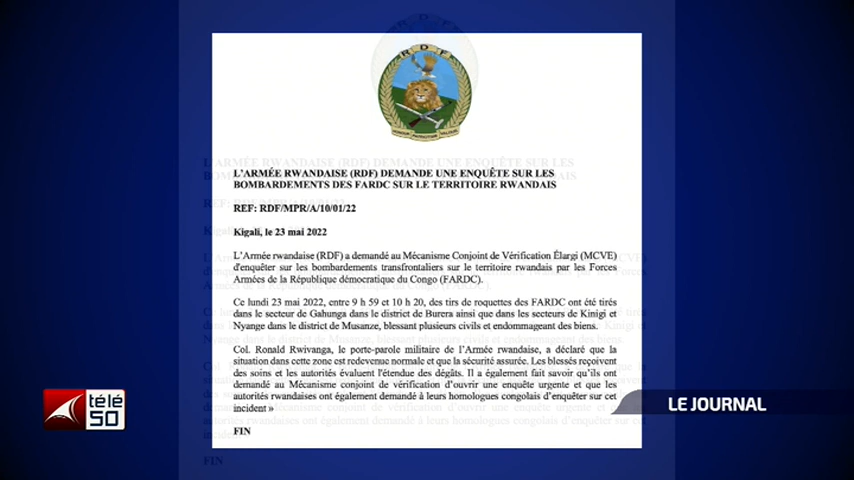 RDF
L'ARMÉE RWANDAISE (RDF) DEMANDE UNE ENQUÊTE SUR LES
BOMBARDEMENTS DES FARDC SUR LE TERRITOIRE RWANDAIS
REF: RDF/MPR/A/10/01/22
Kigali, le 23 mai 2022
L'Armée rwandaise (RDF) a demandé au Mécanisme Conjoint de Vérification Élargi (MCVE)
d'enquêter sur les bombardements transfrontaliers sur le territoire rwandais par les Forces
Armées de la République démocratique du Congo (FARDC).
Ce lundi 23 mai 2022, entre 9 h 59 et 10 h 20, des tirs de roquettes des FARDC ont été tirés
dans le secteur de Gahunga dans le district de Burera ainsi que dans les secteurs de Kinigi et
Nyange dans le district de Musanze, blessant plusieurs civils et endommageant des biens.
Col. Ronald Rwivanga, le porte-parole militaire de l'Armée rwandaise, a déclaré que la
situation dans cette zone est redevenue normale et que la sécurité assurée. Les blessés reçoivent
des soins et les autorités évaluent l'étendue des dégâts. Il a également fait savoir qu'ils ont
demandé au Mécanisme conjoint de vérification d'ouvrir une enquête urgente et que les
autorités rwandaises ont également demandé à leurs homologues congolais d'enquêter sur cet
incident »
FIN
télé
50
LE JOURNAL